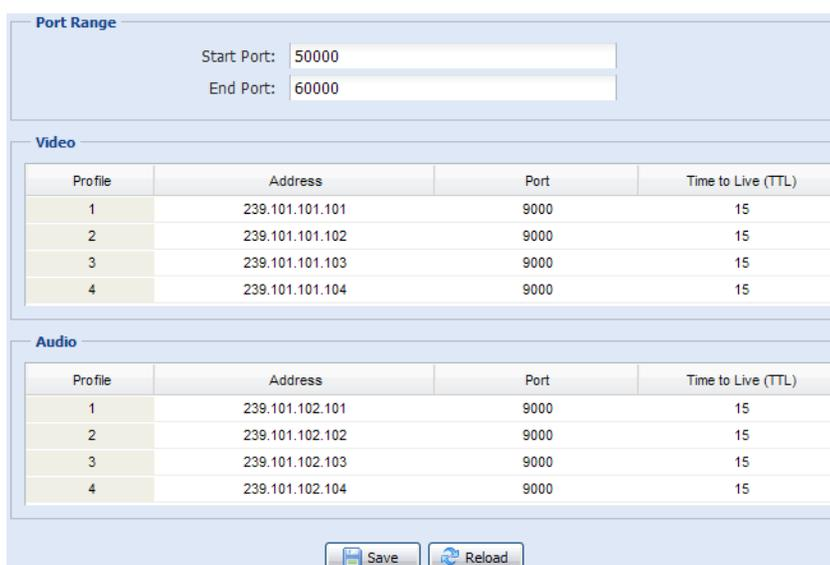 Port Range
Start Port: 50000
End Port: 60000
Video
Profile Address Port Time to Live (TTL)
1 239.101.101.101 9000 15
2 239.101.101.102 9000 15
3 239.101.101.103 9000 15
4 239.101.101.104 9000 15
Audio
Profile Address Port Time to Live (TTL)
1 239.101.102.101 9000 15
2 239.101.102.102 9000 15
3 239.101.102.103 9000 15
4 239.101.102.104 9000 15
Save Reload